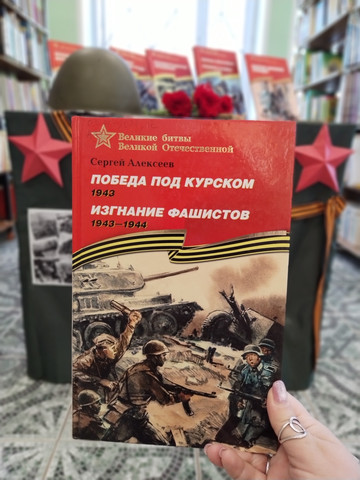 Великие битвы
Великой Отечественной
Сергей Алексеев
ПОБЕДА ПОД КУРСКОМ
1943
ИЗГНАНИЕ ФАШИСТОВ
1943—1944